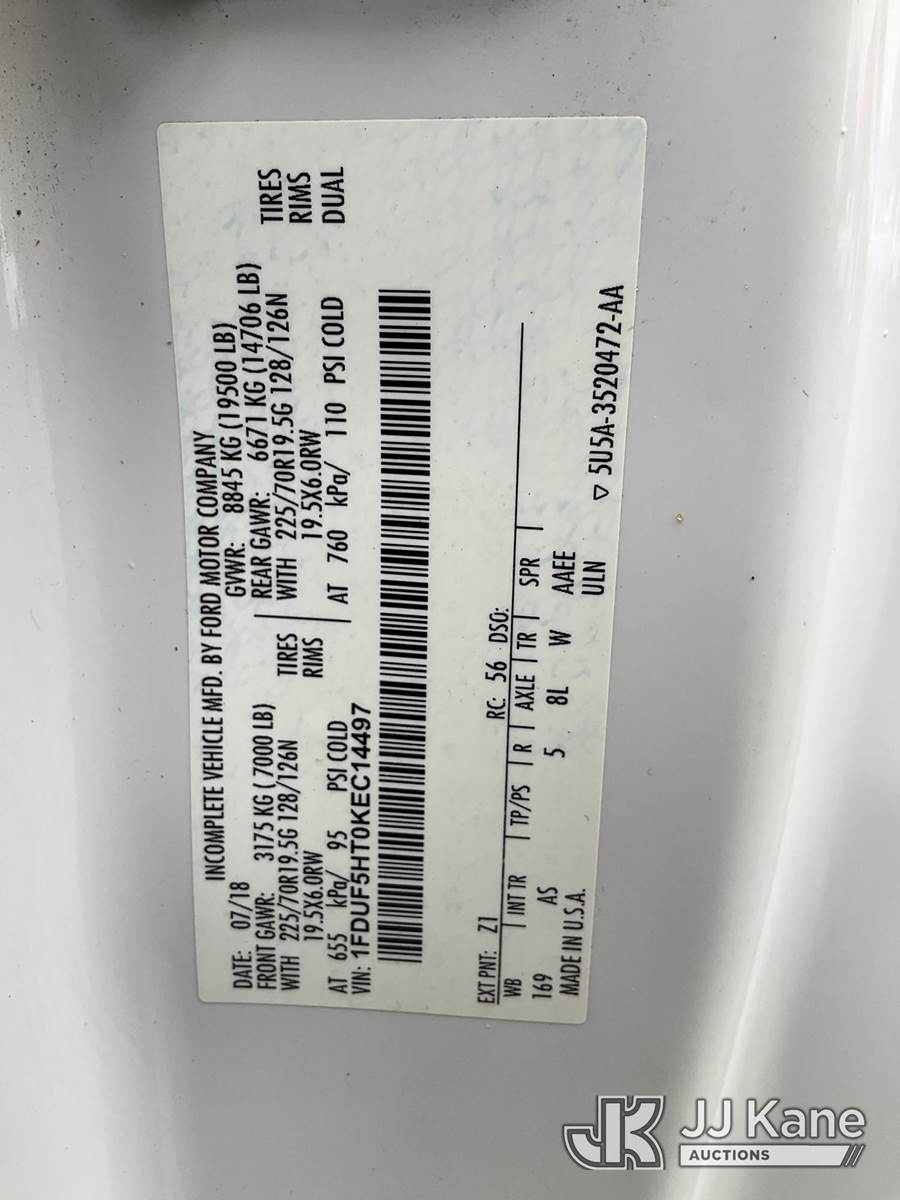 INCOMPLETE VEHICLE MFD. BY FORD MOTOR COMPANY
DATE: 07/18 GVWR: 8845 KG (19500 LB)
FRONT GAWR: 3175 KG (7000 LB) REAR GAWR: 6671 KG (14706 LB)
WITH 225/70R19.5G 128/126N TIRES WITH 225/70R19.5G 128/126N TIRES
19.5X6.0RW RIMS 19.5X6.0RW RIMS
AT 655 kPa/ 95 PSI COLD AT 760 kPa/ 110 PSI COLD DUAL
VIN: 1FDUF5HT0KEC14497
EXT PNT: Z1 RC: 56 DSO:
WB INT TR TP/PS R AXLE TR SPR
169 AS 5 8L W AAEE
MADE IN U.S.A. ULN
▽ 5U5A-3520472-AA
JK JJ Kane
AUCTIONS